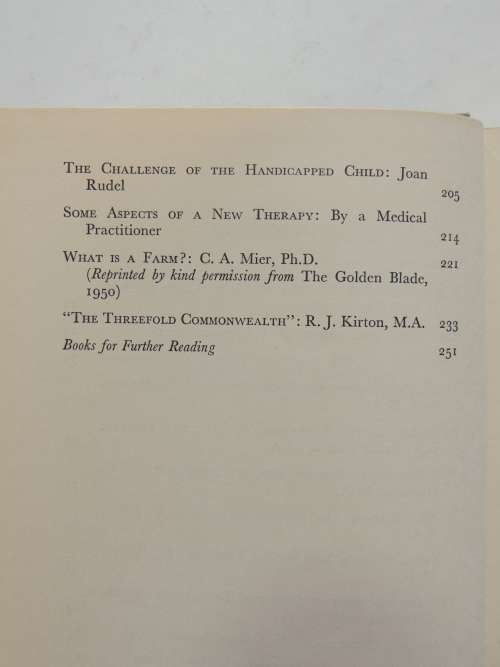 The Challenge of the Handicapped Child: Joan
Rudel 205
Some Aspects of a New Therapy: By a Medical
Practitioner 214
What is a Farm?: C. A. Mier, Ph.D. 221
(Reprinted by kind permission from The Golden Blade,
1950)
"The Threefold Commonwealth": R. J. Kirton, M.A. 233
Books for Further Reading 251